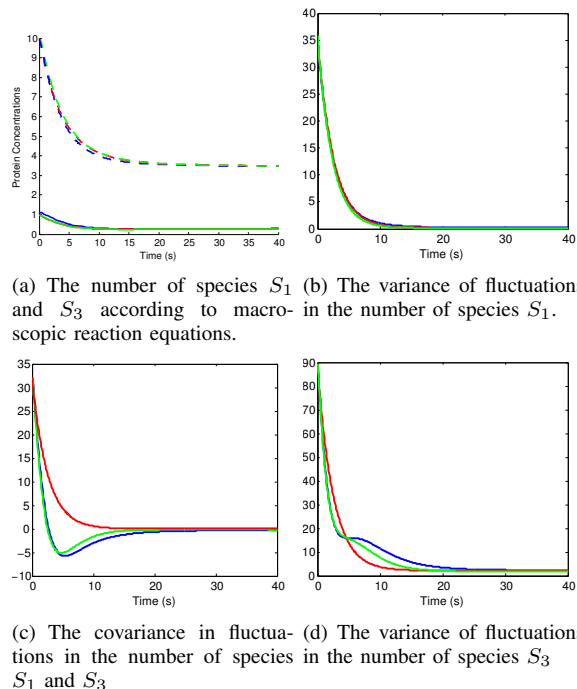 10
9
8
7
6
5
4
3
2
1
0
0 5 10 15 20 25 30 35 40
Time (s)
Protein Concentrations
40
35
30
25
20
15
10
5
0
0 10 20 30 40
Time (s)
(a) The number of species S1
and S3 according to macro-
scopic reaction equations.
(b) The variance of fluctuation
in the number of species S1.
35
30
25
20
15
10
5
0
−5
−10
0 10 20 30 40
Time (s)
90
80
70
60
50
40
30
20
10
0
0 10 20 30 40
Time (s)
(c) The covariance in fluctua-
tions in the number of species
S1 and S3
(d) The variance of fluctuation
in the number of species S3